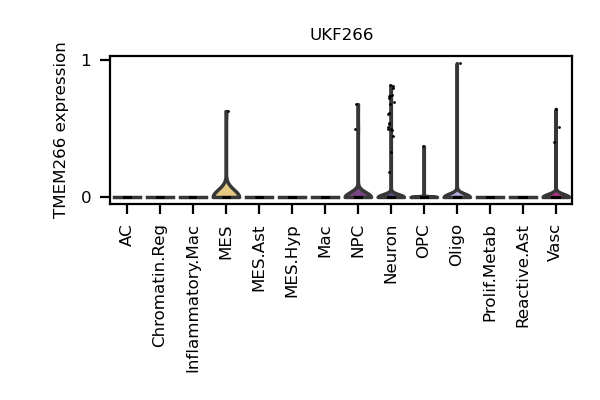 UKF266
TMEM266 expression
1
0
AC
Chromatin.Reg
Inflammatory.Mac
MES
MES.Ast
MES.Hyp
Mac
NPC
Neuron
OPC
Oligo
Prolif.Metab
Reactive.Ast
Vasc